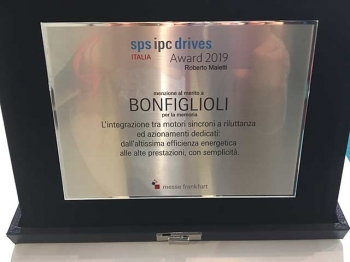 sps ipc drives
ITALIA Award 2019
Roberto Maietti
menzione al merito a
BONFIGLIOLI
per la memoria
L'integrazione tra motori sincroni a riluttanza
ed azionamenti dedicati:
dall'altissima efficienza energetica
alle alte prestazioni, con semplicità
messe frankfurt